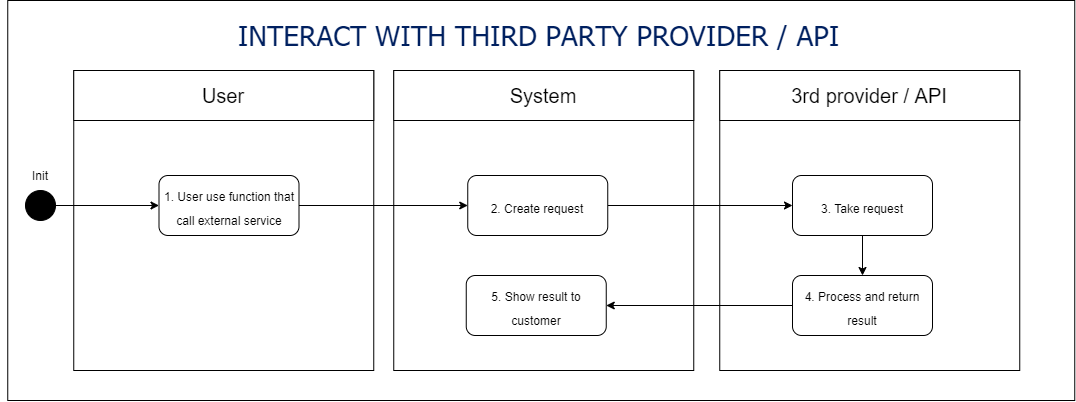 INTERACT WITH THIRD PARTY PROVIDER / API
User
System
3rd provider / API
Init
1. User use function that
call external service
2. Create request
3. Take request
5. Show result to
customer
4. Process and return
result